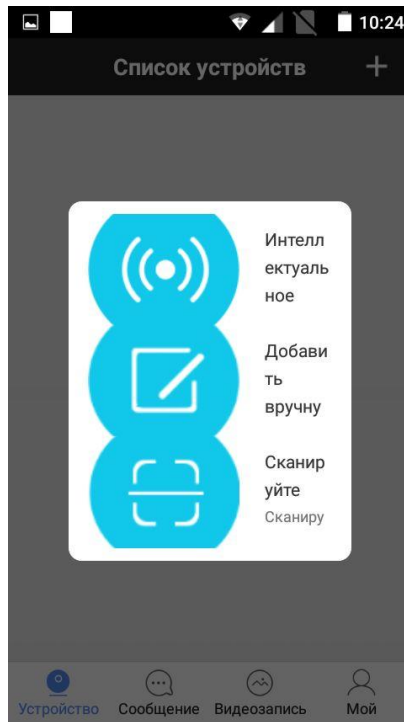 10:24
Список устройств
Интелл
ектуаль
ное
Добави
ть
вручну
Сканир
уйте
Сканиру
Устройство Сообщение Видеозапись Мой